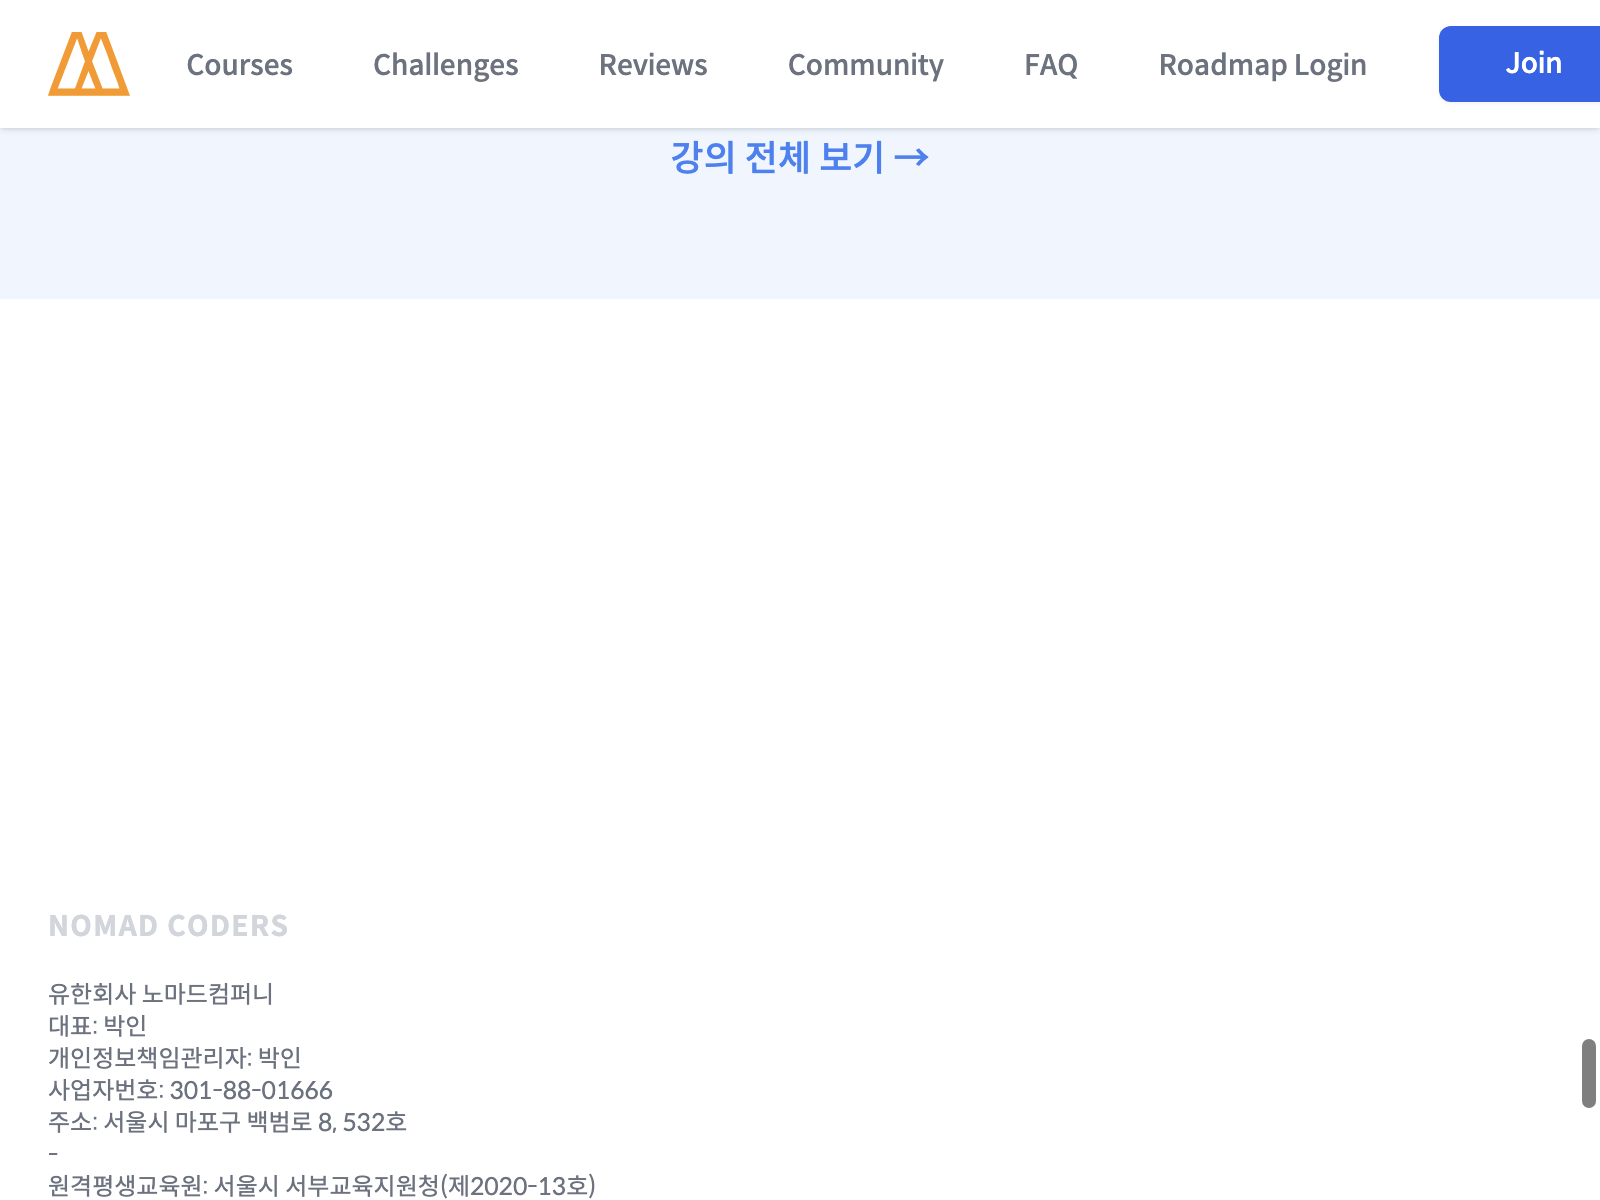 Courses Challenges Reviews Community FAQ Roadmap Login Join
강의 전체 보기 →
NOMAD CODERS
유한회사 노마드컴퍼니
대표: 박인
개인정보책임관리자: 박인
사업자번호: 301-88-01666
주소: 서울시 마포구 백범로 8, 532호
-
원격평생교육원: 서울시 서부교육지원청(제2020-13호)